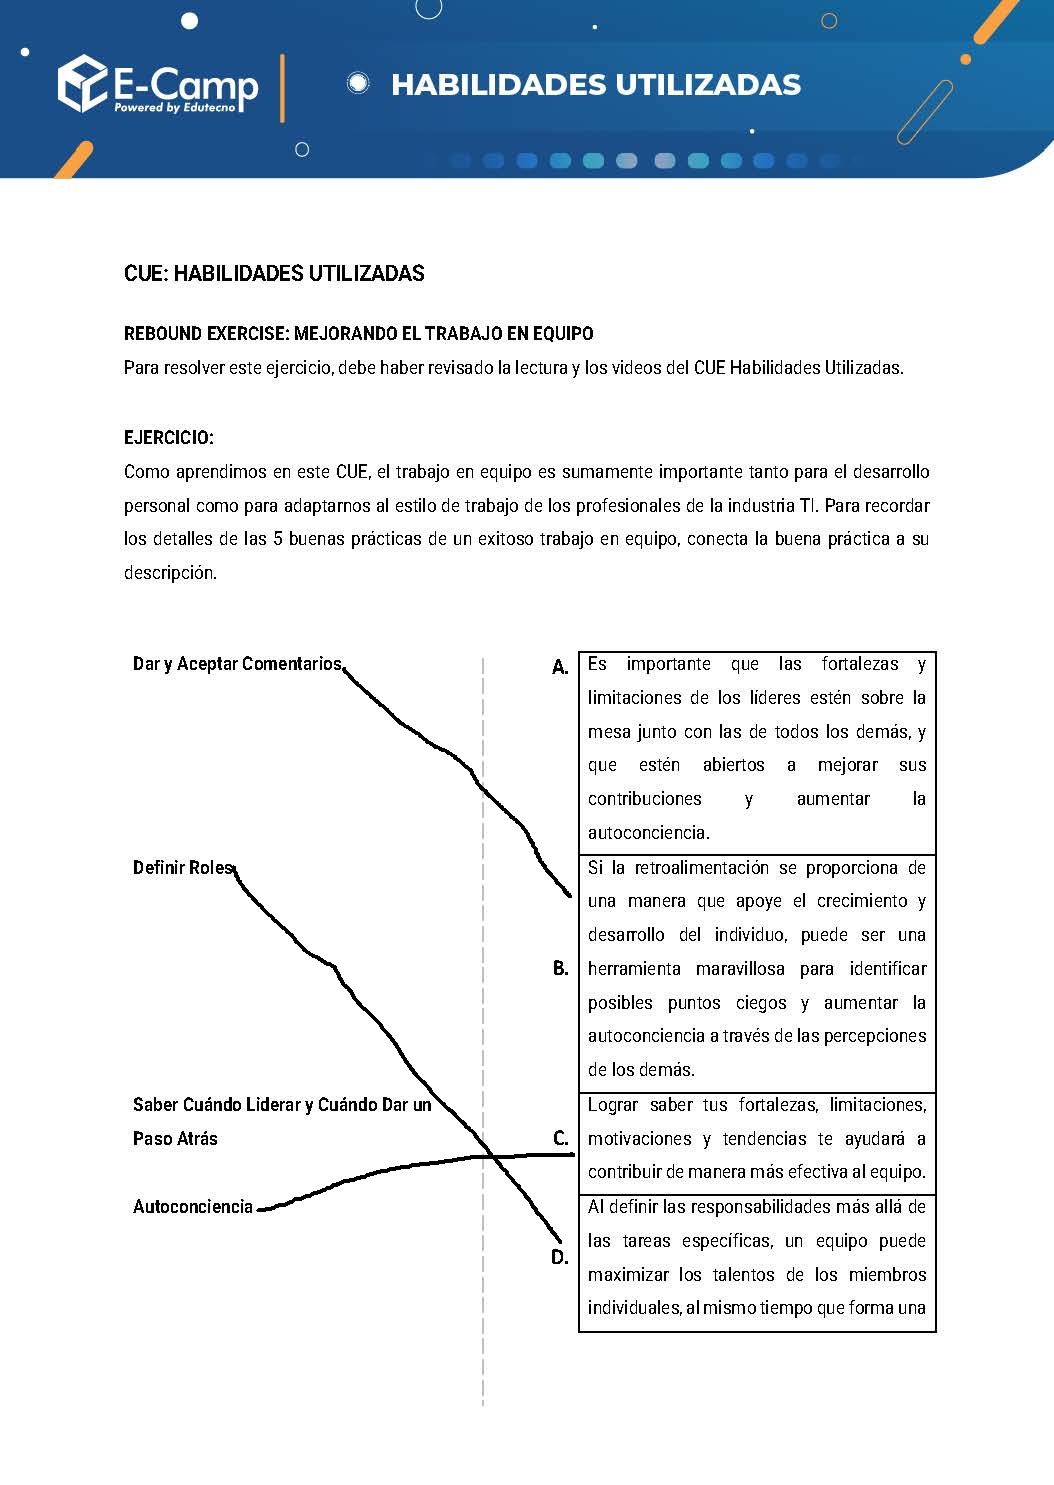 E-Camp
Powered by Edutecno
HABILIDADES UTILIZADAS
CUE: HABILIDADES UTILIZADAS
REBOUND EXERCISE: MEJORANDO EL TRABAJO EN EQUIPO
Para resolver este ejercicio, debe haber revisado la lectura y los videos del CUE Habilidades Utilizadas.
EJERCICIO:
Como aprendimos en este CUE, el trabajo en equipo es sumamente importante tanto para el desarrollo
personal como para adaptarnos al estilo de trabajo de los profesionales de la industria TI. Para recordar
los detalles de las 5 buenas prácticas de un exitoso trabajo en equipo, conecta la buena práctica a su
descripción.
Dar y Aceptar Comentarios
Definir Roles
Saber Cuándo Liderar y Cuándo Dar un
Paso Atrás
Autoconciencia
A.
Es importante que las fortalezas y
limitaciones de los líderes estén sobre la
mesa junto con las de todos los demás, y
que estén abiertos a mejorar sus
contribuciones y aumentar la
autoconciencia.
B.
Si la retroalimentación se proporciona de
una manera que apoye el crecimiento y
desarrollo del individuo, puede ser una
herramienta maravillosa para identificar
posibles puntos ciegos y aumentar la
autoconciencia a través de las percepciones
de los demás.
C.
Lograr saber tus fortalezas, limitaciones,
motivaciones y tendencias te ayudará a
contribuir de manera más efectiva al equipo.
D.
Al definir las responsabilidades más allá de
las tareas específicas, un equipo puede
maximizar los talentos de los miembros
individuales, al mismo tiempo que forma una